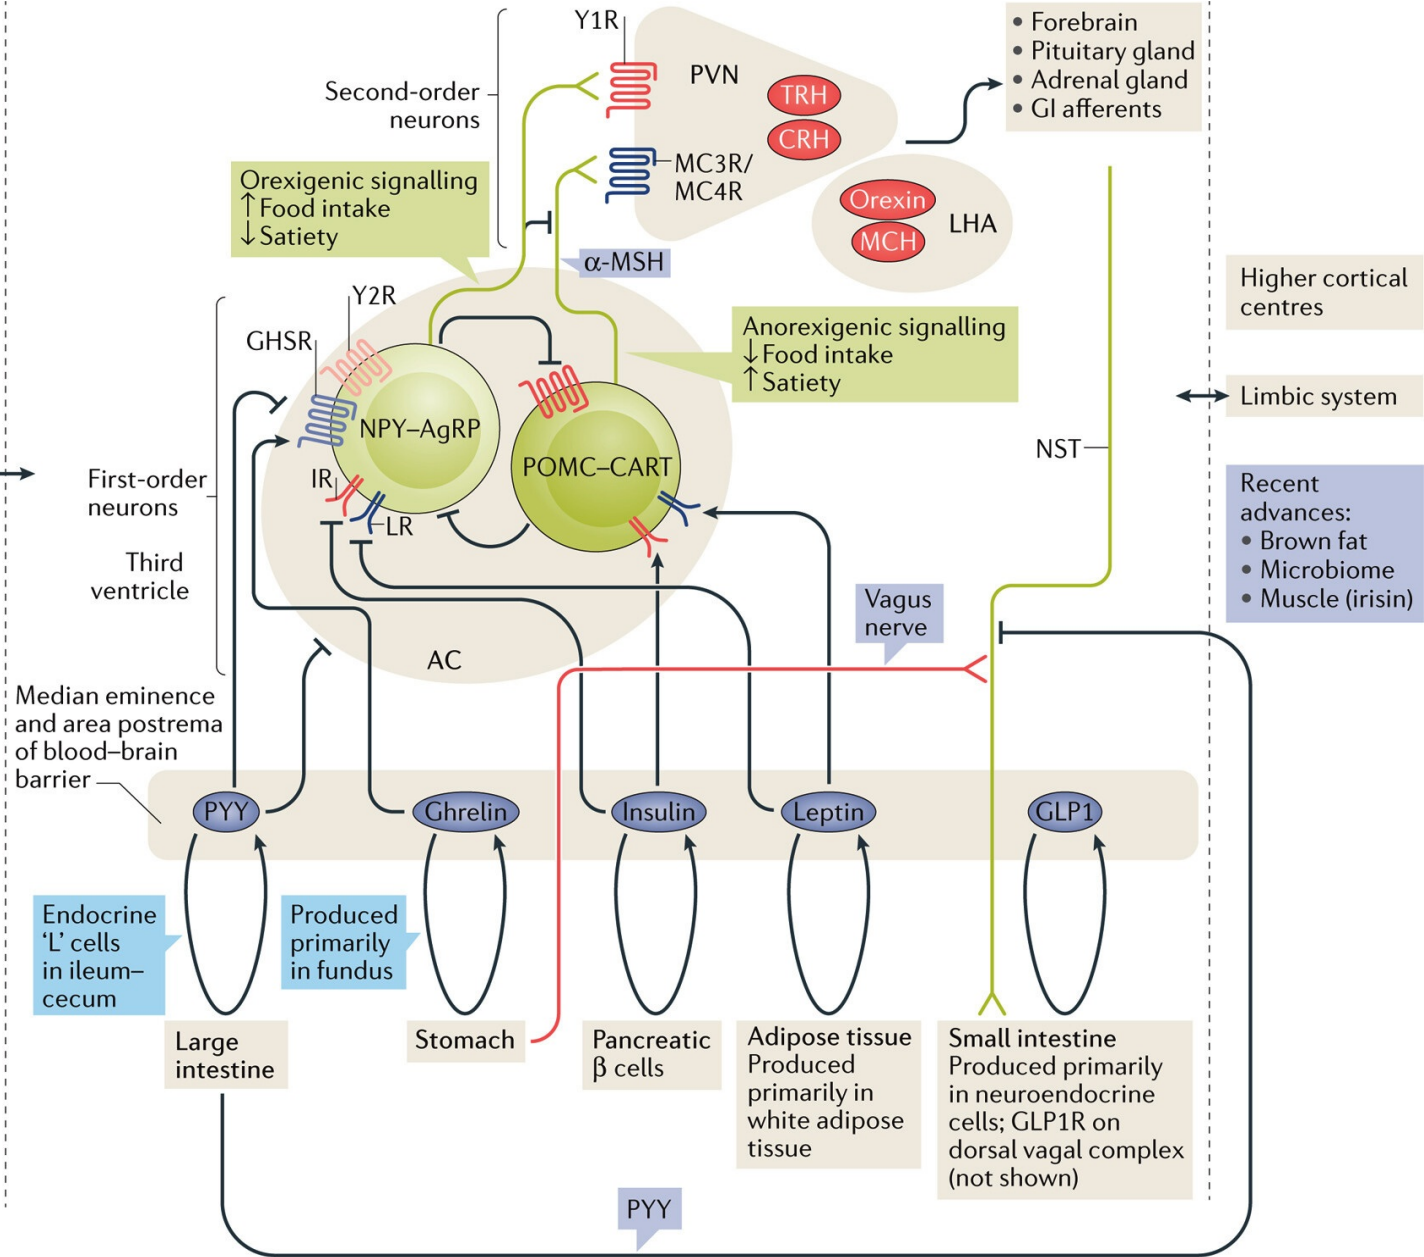 Y1R
PVN
TRH
CRH
• Forebrain
• Pituitary gland
• Adrenal gland
• GI afferents
Second-order
neurons
MC3R/
MC4R
Orexin
MCH
LHA
Orexigenic signalling
↑ Food intake
↓ Satiety
α-MSH
Y2R
GHSR
NPY–AgRP
POMC–CART
IR
LR
Anorexigenic signalling
↓ Food intake
↑ Satiety
Higher cortical
centres
Limbic system
NST
Recent
advances:
• Brown fat
• Microbiome
• Muscle (irisin)
First-order
neurons
Third
ventricle
AC
Vagus
nerve
Median eminence
and area postrema
of blood–brain
barrier
PYY
Ghrelin
Insulin
Leptin
GLP1
Endocrine
‘L’ cells
in ileum–
cecum
Produced
primarily
in fundus
Large
intestine
Stomach
Pancreatic
β cells
Adipose tissue
Produced
primarily in
white adipose
tissue
Small intestine
Produced primarily
in neuroendocrine
cells; GLP1R on
dorsal vagal complex
(not shown)
PYY